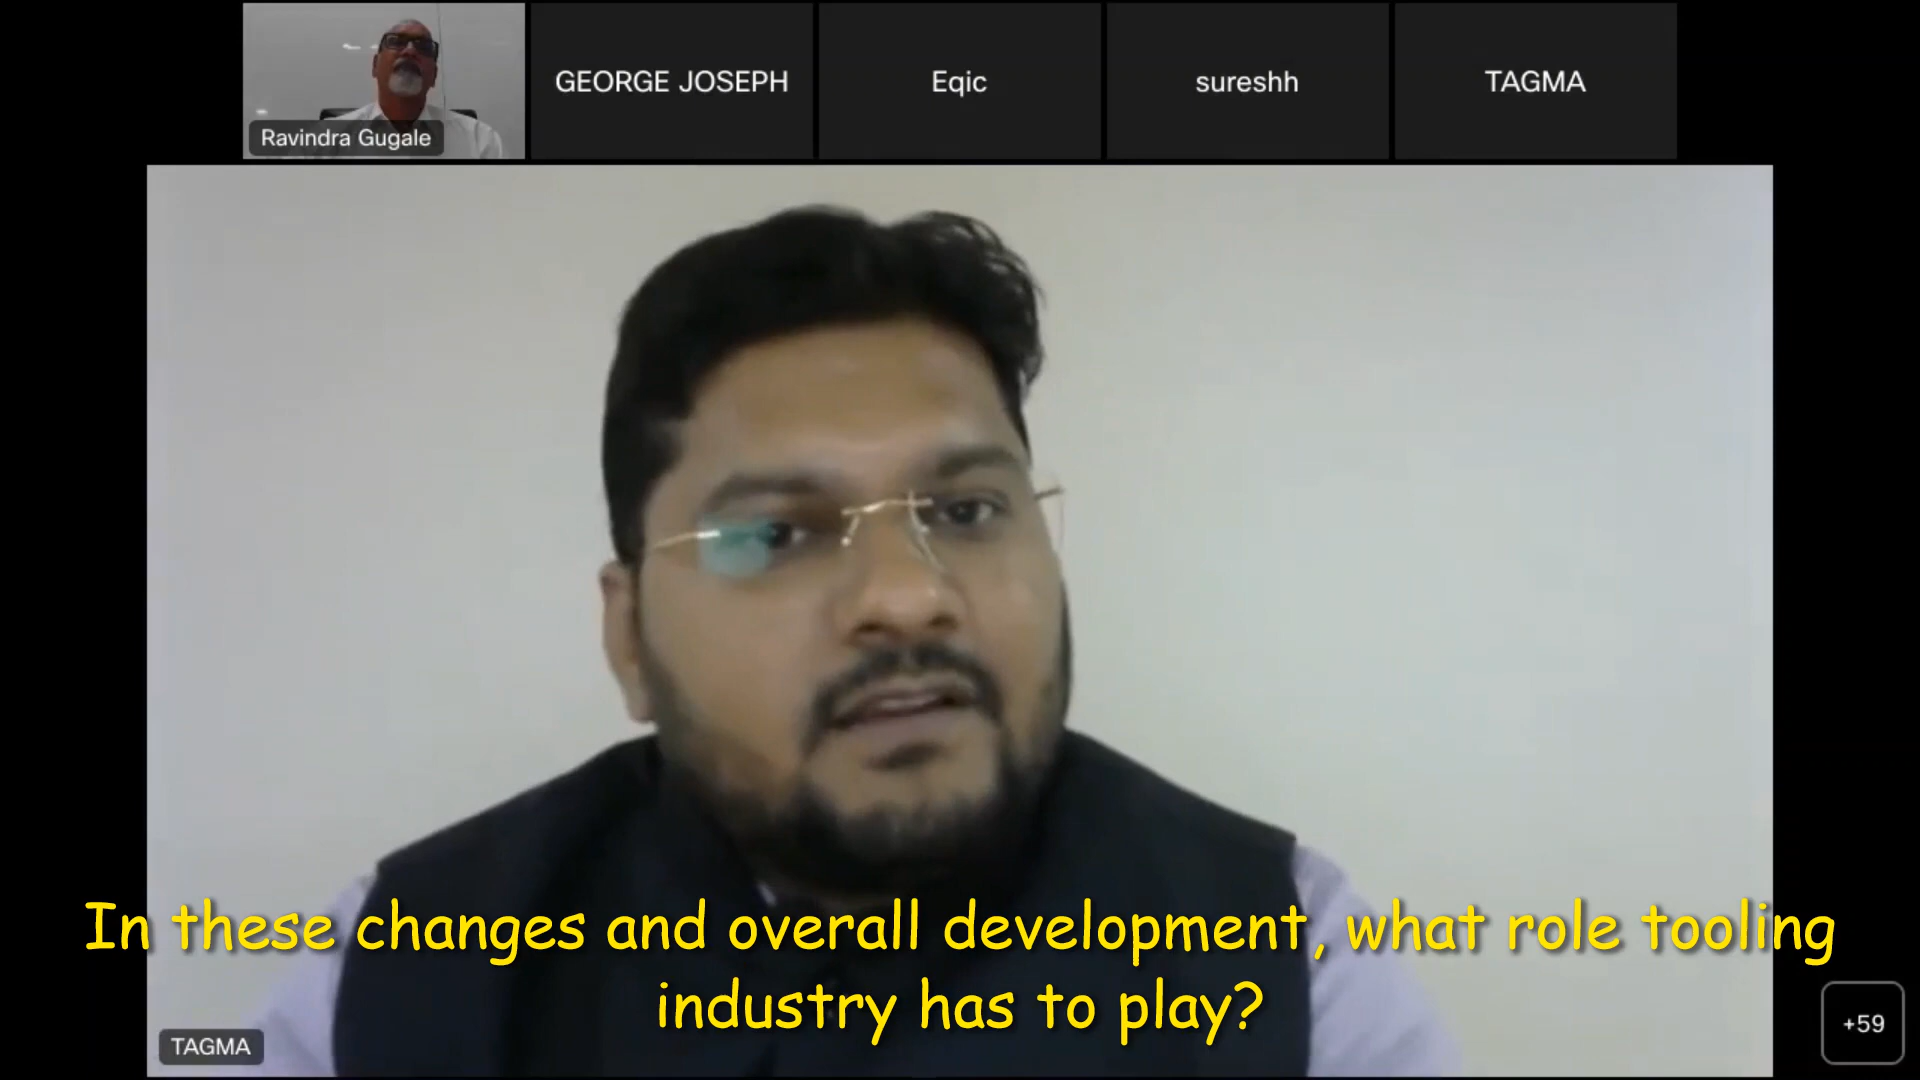 Ravindra Gugale
GEORGE JOSEPH
Eqic
sureshh
TAGMA
In these changes and overall development, what role tooling
industry has to play?
TAGMA
+59